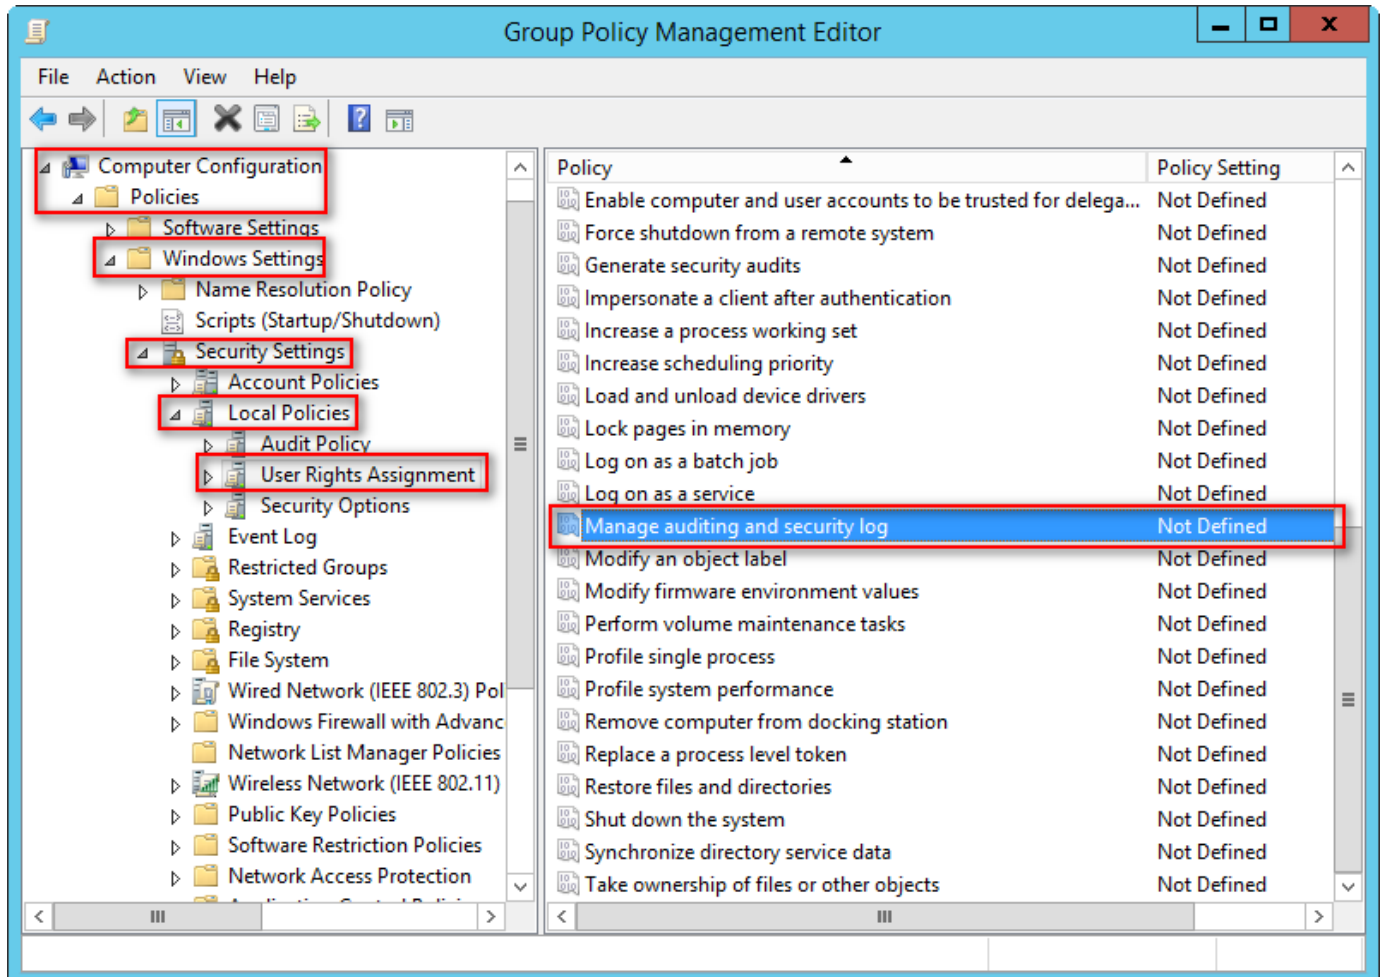 Group Policy Management Editor
File Action View Help
Computer Configuration
Policies
Software Settings
Windows Settings
Name Resolution Policy
Scripts (Startup/Shutdown)
Security Settings
Account Policies
Local Policies
Audit Policy
User Rights Assignment
Security Options
Event Log
Restricted Groups
System Services
Registry
File System
Wired Network (IEEE 802.3) Pol
Windows Firewall with Advanc
Network List Manager Policies
Wireless Network (IEEE 802.11)
Public Key Policies
Software Restriction Policies
Network Access Protection
Policy Policy Setting
Enable computer and user accounts to be trusted for delega... Not Defined
Force shutdown from a remote system Not Defined
Generate security audits Not Defined
Impersonate a client after authentication Not Defined
Increase a process working set Not Defined
Increase scheduling priority Not Defined
Load and unload device drivers Not Defined
Lock pages in memory Not Defined
Log on as a batch job Not Defined
Log on as a service Not Defined
Manage auditing and security log Not Defined
Modify an object label Not Defined
Modify firmware environment values Not Defined
Perform volume maintenance tasks Not Defined
Profile single process Not Defined
Profile system performance Not Defined
Remove computer from docking station Not Defined
Replace a process level token Not Defined
Restore files and directories Not Defined
Shut down the system Not Defined
Synchronize directory service data Not Defined
Take ownership of files or other objects Not Defined